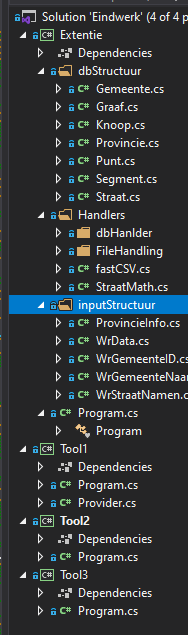 Solution 'Eindwerk' (4 of 4 p
Extentie
Dependencies
dbStructuur
Gemeente.cs
Graaf.cs
Knoop.cs
Provincie.cs
Punt.cs
Segment.cs
Straat.cs
Handlers
dbHanlder
FileHandling
fastCSV.cs
StraatMath.cs
inputStructuur
ProvincieInfo.cs
WrData.cs
WrGemeenteID.c
WrGemeenteNaa
WrStraatNamen.c
Program.cs
Program
Tool1
Dependencies
Program.cs
Provider.cs
Tool2
Dependencies
Program.cs
Tool3
Dependencies
Program.cs